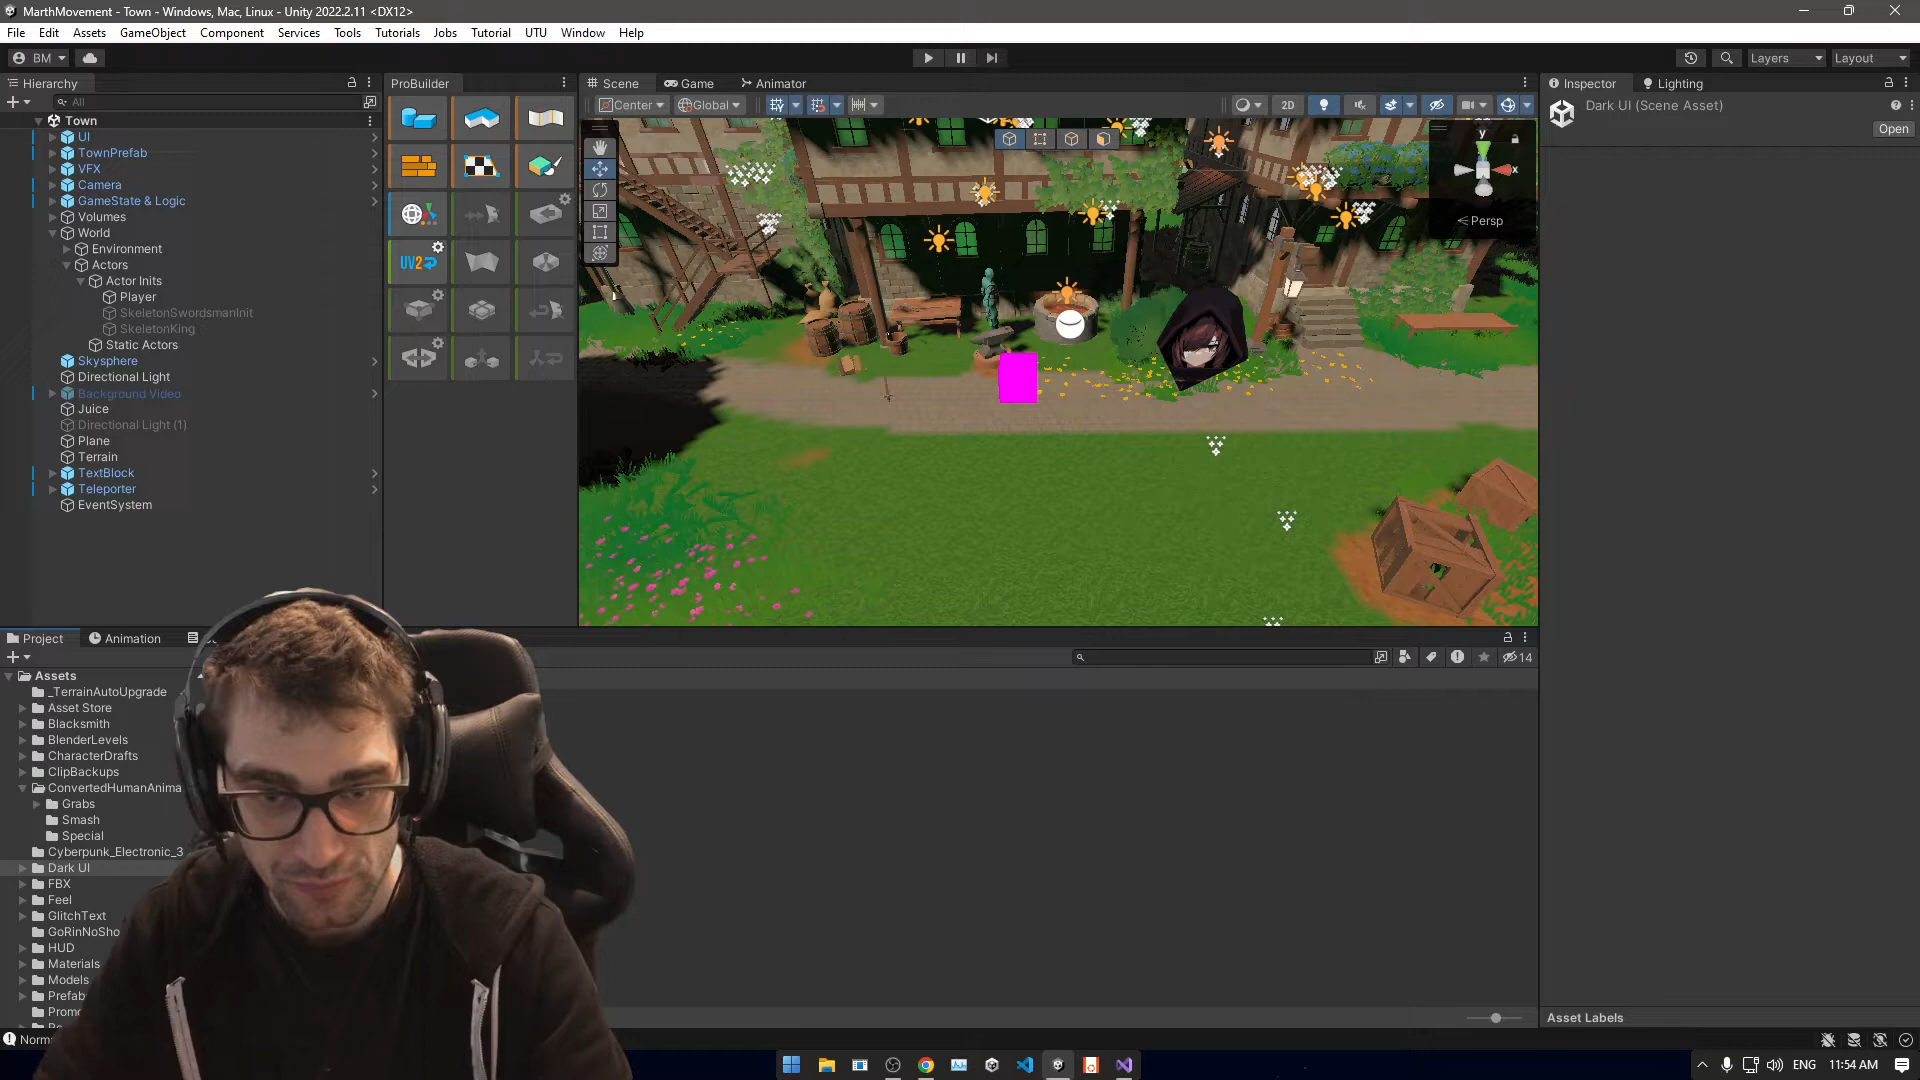 MarthMovement - Town - Windows, Mac, Linux - Unity 2022.2.11 <DX12>
File Edit Assets GameObject Component Services Tools Tutorials Jobs Tutorial UTU Window Help
BM
Layers Layout
Hierarchy
All
Town
UI
TownPrefab
VFX
Camera
GameState & Logic
Volumes
World
Environment
Actors
Actor Inits
Player
SkeletonSwordsmanInit
SkeletonKing
Static Actors
Skysphere
Directional Light
Background Video
Juice
Directional Light (1)
Plane
Terrain
TextBlock
Teleporter
EventSystem
ProBuilder
UV2
Scene Game Animator
Center Global
2D
y
x
Persp
Inspector Lighting
Dark UI (Scene Asset)
Open
Project Animation
14
Assets
_TerrainAutoUpgrade
Asset Store
Blacksmith
BlenderLevels
CharacterDrafts
ClipBackups
ConvertedHumanAnima
Grabs
Smash
Special
Cyberpunk_Electronic_3
Dark UI
FBX
Feel
GlitchText
GoRinNoSho
HUD
Materials
Models
Prefab
Promo
Norm
Asset Labels
ENG 11:54 AM